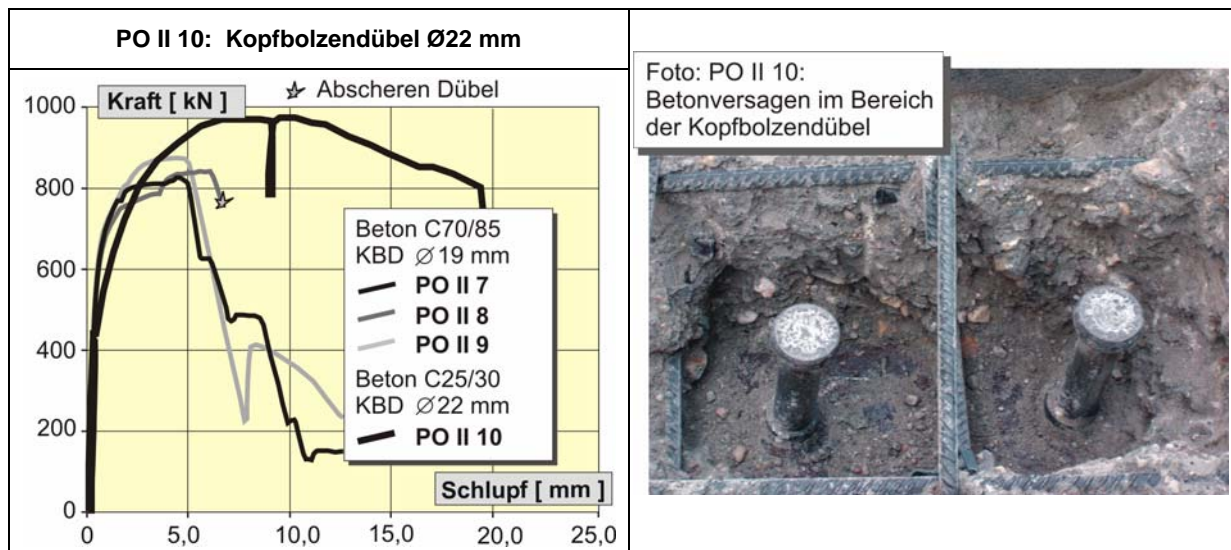 PO II 10: Kopfbolzendübel Ø22 mm
Kraft [ kN ]
Abscheren Dübel
1000
800
600
400
200
0
Beton C70/85
KBD Ø 19 mm
PO II 7
PO II 8
PO II 9
Beton C25/30
KBD Ø 22 mm
PO II 10
Schlupf [ mm ]
0 5,0 10,0 15,0 20,0 25,0
Foto: PO II 10:
Betonversagen im Bereich
der Kopfbolzendübel